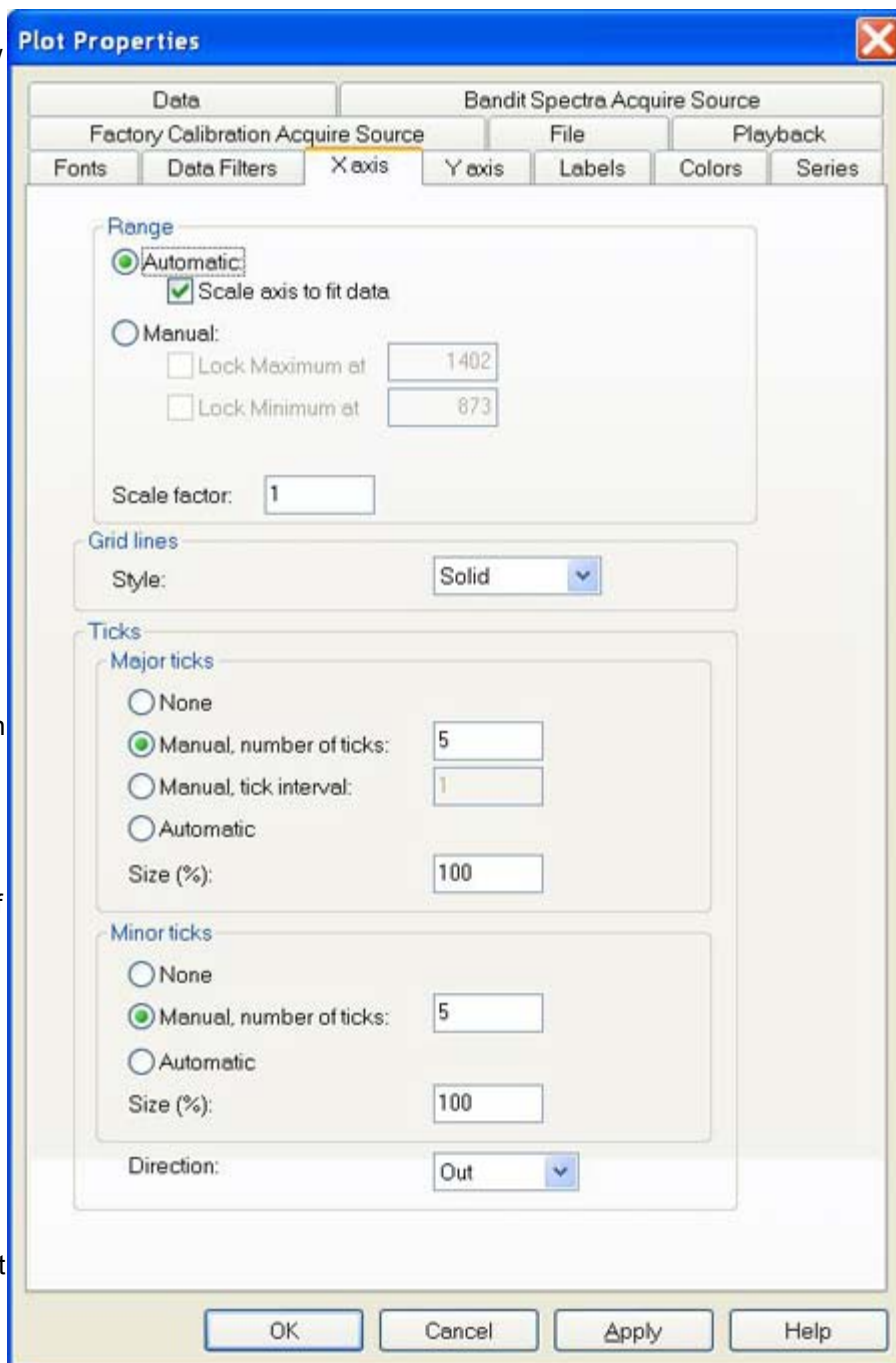 Plot Properties
Data
Bandit Spectra Acquire Source
Factory Calibration Acquire Source
File
Playback
Fonts
Data Filters
X axis
Y axis
Labels
Colors
Series
Range
Automatic:
Scale axis to fit data
Manual:
Lock Maximum at 1402
Lock Minimum at 873
Scale factor: 1
Grid lines
Style: Solid
Ticks
Major ticks
None
Manual, number of ticks: 5
Manual, tick interval: 1
Automatic
Size (%): 100
Minor ticks
None
Manual, number of ticks: 5
Automatic
Size (%): 100
Direction: Out
OK
Cancel
Apply
Help